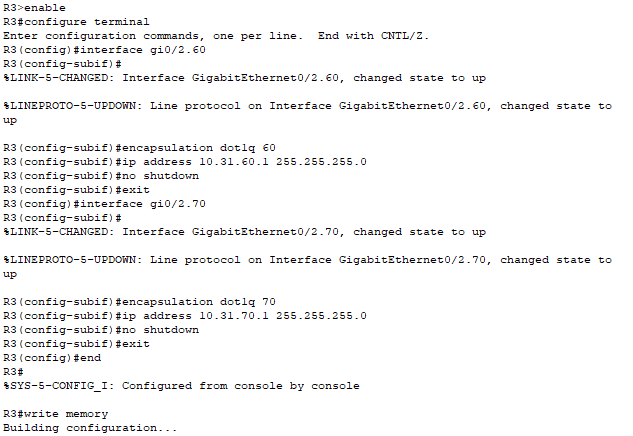 R3>enable
R3#configure terminal
Enter configuration commands, one per line.  End with CNTL/Z.
R3(config)#interface gi0/2.60
R3(config-subif)#
%LINK-5-CHANGED: Interface GigabitEthernet0/2.60, changed state to up
%LINEPROTO-5-UPDOWN: Line protocol on Interface GigabitEthernet0/2.60, changed state to
up
R3(config-subif)#encapsulation dot1q 60
R3(config-subif)#ip address 10.31.60.1 255.255.255.0
R3(config-subif)#no shutdown
R3(config-subif)#exit
R3(config)#interface gi0/2.70
R3(config-subif)#
%LINK-5-CHANGED: Interface GigabitEthernet0/2.70, changed state to up
%LINEPROTO-5-UPDOWN: Line protocol on Interface GigabitEthernet0/2.70, changed state to
up
R3(config-subif)#encapsulation dot1q 70
R3(config-subif)#ip address 10.31.70.1 255.255.255.0
R3(config-subif)#no shutdown
R3(config-subif)#exit
R3(config)#end
R3#
%SYS-5-CONFIG_I: Configured from console by console
R3#write memory
Building configuration...